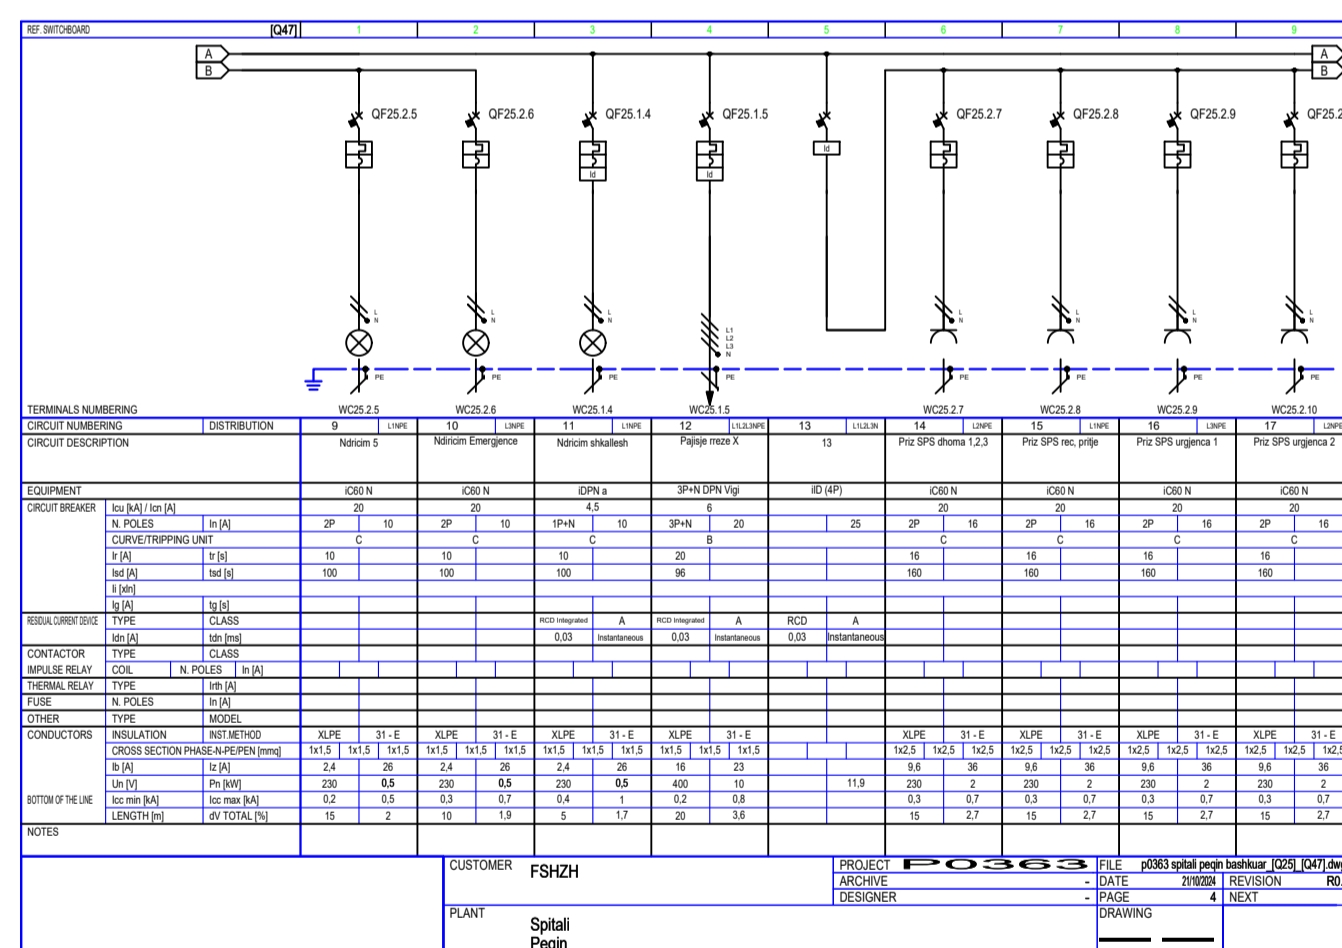 REF. SWITCHBOARD [Q47] 1 2 3 4 5 6 7 8 9
A A
B B
QF25.2.5 QF25.2.6 QF25.1.4 QF25.1.5 QF25.2.7 QF25.2.8 QF25.2.9
Id
Id Id
L L L L L L L
N N N N N N N
L1
L2
L3
N
PE PE PE PE PE PE PE PE
TERMINALS NUMBERING WC25.2.5 WC25.2.6 WC25.1.4 WC25.1.5 WC25.2.7 WC25.2.8 WC25.2.9 WC25.2.10
CIRCUIT NUMBERING DISTRIBUTION 9 L1NPE 10 L3NPE 11 L1NPE 12 L1L2L3NPE 13 L1L2L3N 14 L2NPE 15 L1NPE 16 L3NPE 17 L2NPE
CIRCUIT DESCRIPTION Ndricim 5 Ndricim Emergjence Ndricim shkallesh Pajisje rreze X 13 Priz SPS dhoma 1,2,3 Priz SPS rec, pritje Priz SPS urgjenca 1 Priz SPS urgjenca 2
EQUIPMENT iC60 N iC60 N iDPN a 3P+N DPN Vigi iID (4P) iC60 N iC60 N iC60 N iC60 N
CIRCUIT BREAKER Icu [kA] / Icn [A] 20 20 4,5 6 20 20 20 20
N. POLES In [A] 2P 10 2P 10 1P+N 10 3P+N 20 25 2P 16 2P 16 2P 16 2P 16
CURVE/TRIPPING UNIT C C C B C C C C
Ir [A] tr [s] 10 10 10 20 16 16 16 16
Isd [A] tsd [s] 100 100 100 96 160 160 160 160
Ii [xIn]
Ig [A] tg [s]
RESIDUAL CURRENT DEVICE TYPE CLASS RCD Integrated A RCD Integrated A RCD A
Idn [A] tdn [ms] 0,03 Instantaneous 0,03 Instantaneous 0,03 Instantaneous
CONTACTOR TYPE CLASS
IMPULSE RELAY COIL N. POLES In [A]
THERMAL RELAY TYPE Irth [A]
FUSE N. POLES In [A]
OTHER TYPE MODEL
CONDUCTORS INSULATION INST.METHOD XLPE 31 - E XLPE 31 - E XLPE 31 - E XLPE 31 - E XLPE 31 - E XLPE 31 - E XLPE 31 - E XLPE 31 - E
CROSS SECTION PHASE-N-PE/PEN [mmq] 1x1,5 1x1,5 1x1,5 1x1,5 1x1,5 1x1,5 1x1,5 1x1,5 1x1,5 1x1,5 1x1,5 1x1,5 1x2,5 1x2,5 1x2,5 1x2,5 1x2,5 1x2,5 1x2,5 1x2,5 1x2,5 1x2,5 1x2,5 1x2,5
Ib [A] Iz [A] 2,4 26 2,4 26 2,4 26 16 23 9,6 36 9,6 36 9,6 36 9,6 36
Un [V] Pn [kW] 230 0,5 230 0,5 230 0,5 400 10 11,9 230 2 230 2 230 2 230 2
BOTTOM OF THE LINE Icc min [kA] Icc max [kA] 0,2 0,5 0,3 0,7 0,4 1 0,2 0,8 0,3 0,7 0,3 0,7 0,3 0,7 0,3 0,7
LENGTH [m] dV TOTAL [%] 15 2 10 1,9 5 1,7 20 3,6 15 2,7 15 2,7 15 2,7 15 2,7
NOTES
CUSTOMER FSHZH PROJECT P0363 FILE p0363 spitali peqin bashkuar_[Q25]_[Q47].dwg
ARCHIVE - DATE 21/10/2024 REVISION R0.
DESIGNER - PAGE 4 NEXT
PLANT Spitali DRAWING
Peqin